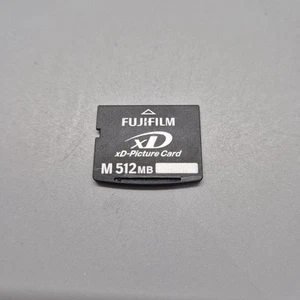 FUJIFILM
xD
xD-Picture Card
M 512MB